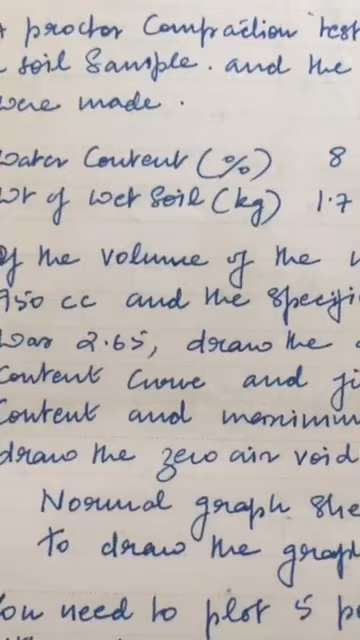 proctor Compaction Test
soil Sample. and the
were made.
Water Content (%) 8
Wt of Wet Soil (kg) 1.7
If the volume of the
950 cc and the specifi
was 2.65, draw the
Content Curve and fi
Content and maximum
draw the zero air void
Normal graph she
to draw the graph
You need to plot 5 p